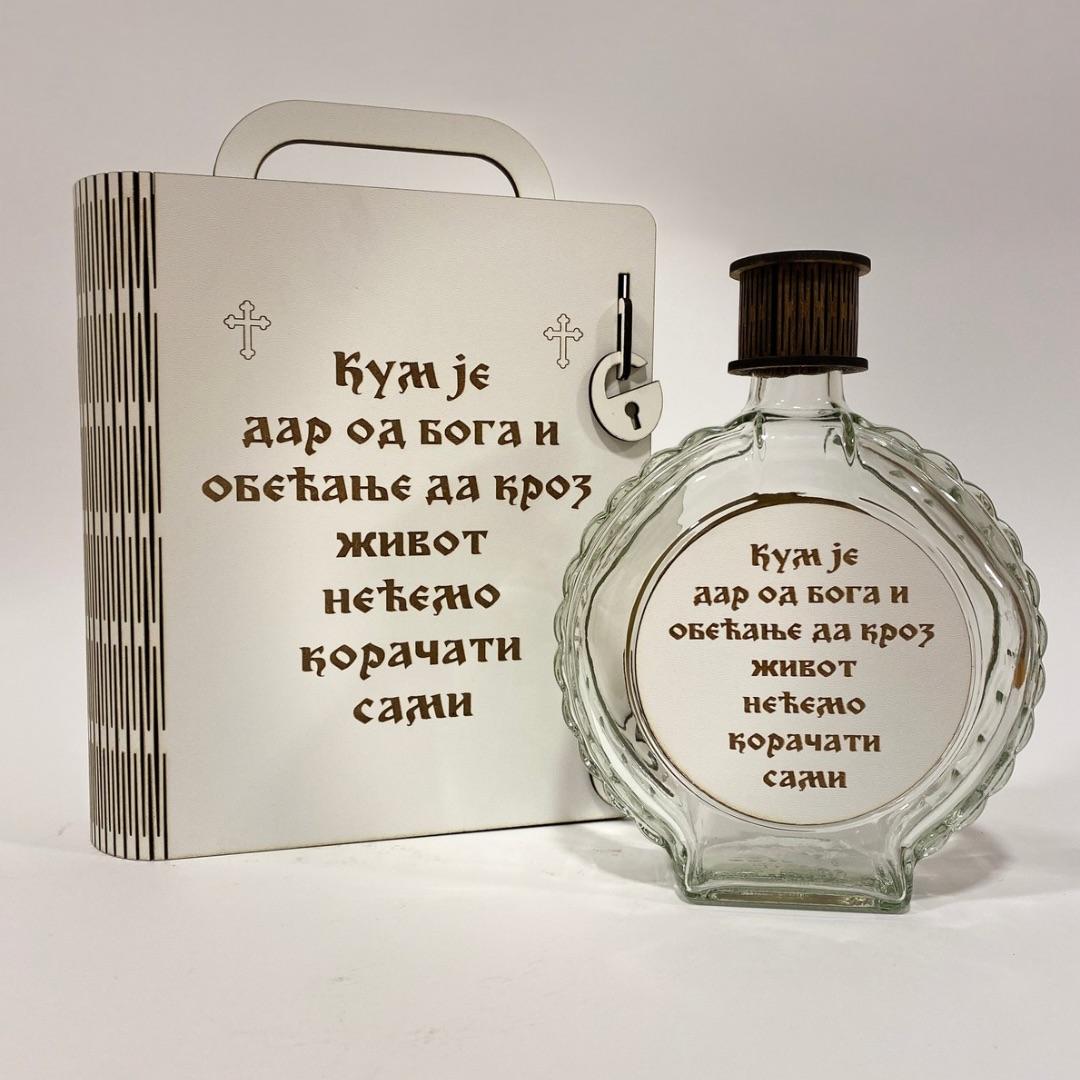 Кум је
дар од Бога и
обећање да кроз
живот
нећемо
корачати
сами
Кум је
дар од Бога и
обећање да кроз
живот
нећемо
корачати
сами